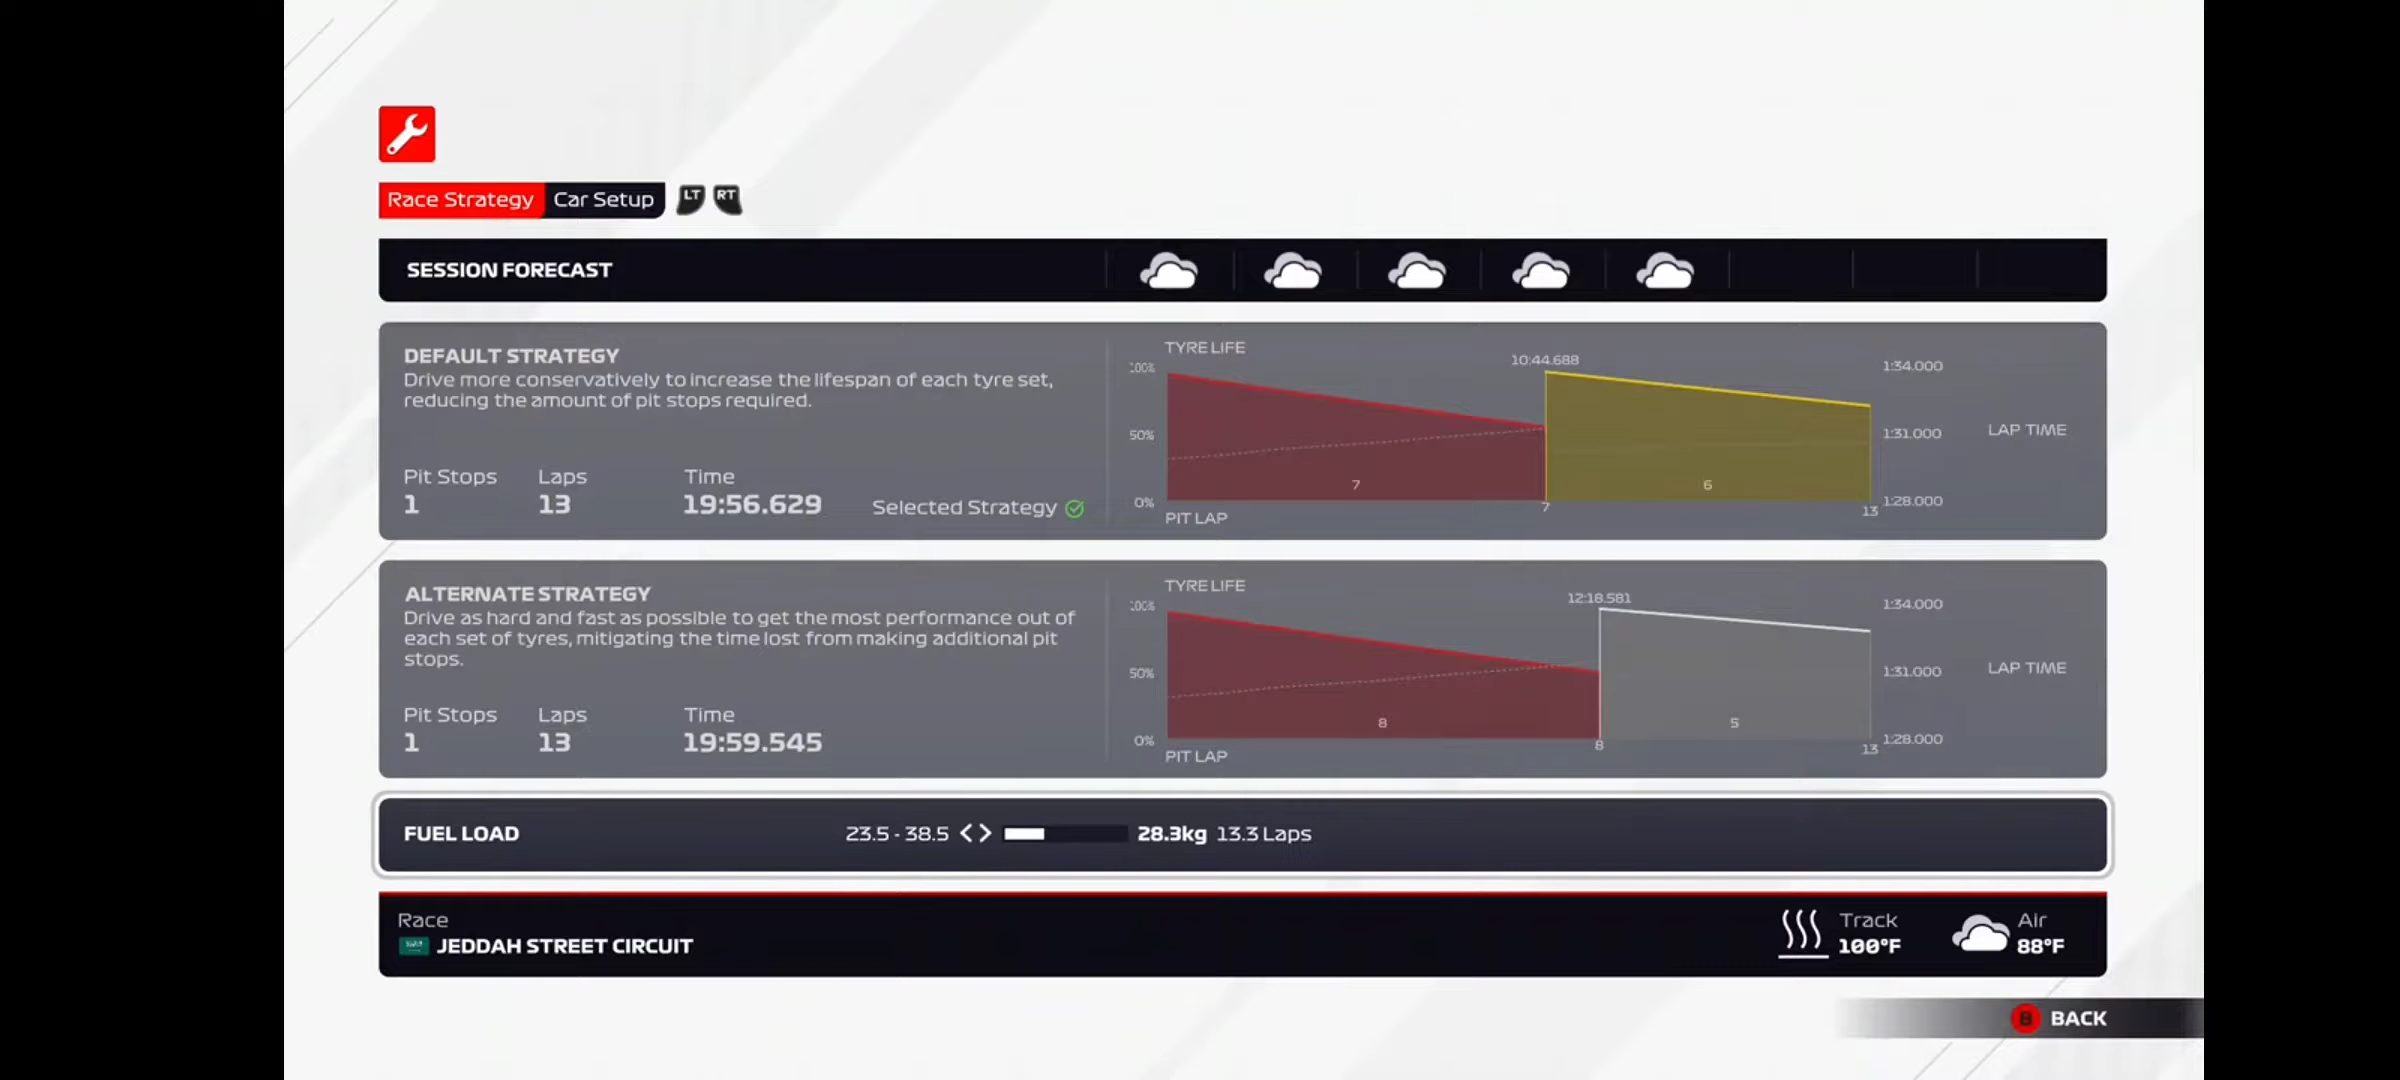 Race Strategy Car Setup LT RT
SESSION FORECAST
DEFAULT STRATEGY
Drive more conservatively to increase the lifespan of each tyre set,
reducing the amount of pit stops required.
Pit Stops Laps Time
1 13 19:56.629 Selected Strategy
TYRE LIFE
100%
50%
0%
10:44.688
7 6
7 13
PIT LAP
1:34.000
1:31.000
1:28.000
LAP TIME
ALTERNATE STRATEGY
Drive as hard and fast as possible to get the most performance out of
each set of tyres, mitigating the time lost from making additional pit
stops.
Pit Stops Laps Time
1 13 19:59.545
TYRE LIFE
100%
50%
0%
12:18.581
8 5
8 13
PIT LAP
1:34.000
1:31.000
1:28.000
LAP TIME
FUEL LOAD 23.5 - 38.5 <> 28.3kg 13.3 Laps
Race
JEDDAH STREET CIRCUIT
Track
100°F
Air
88°F
B BACK